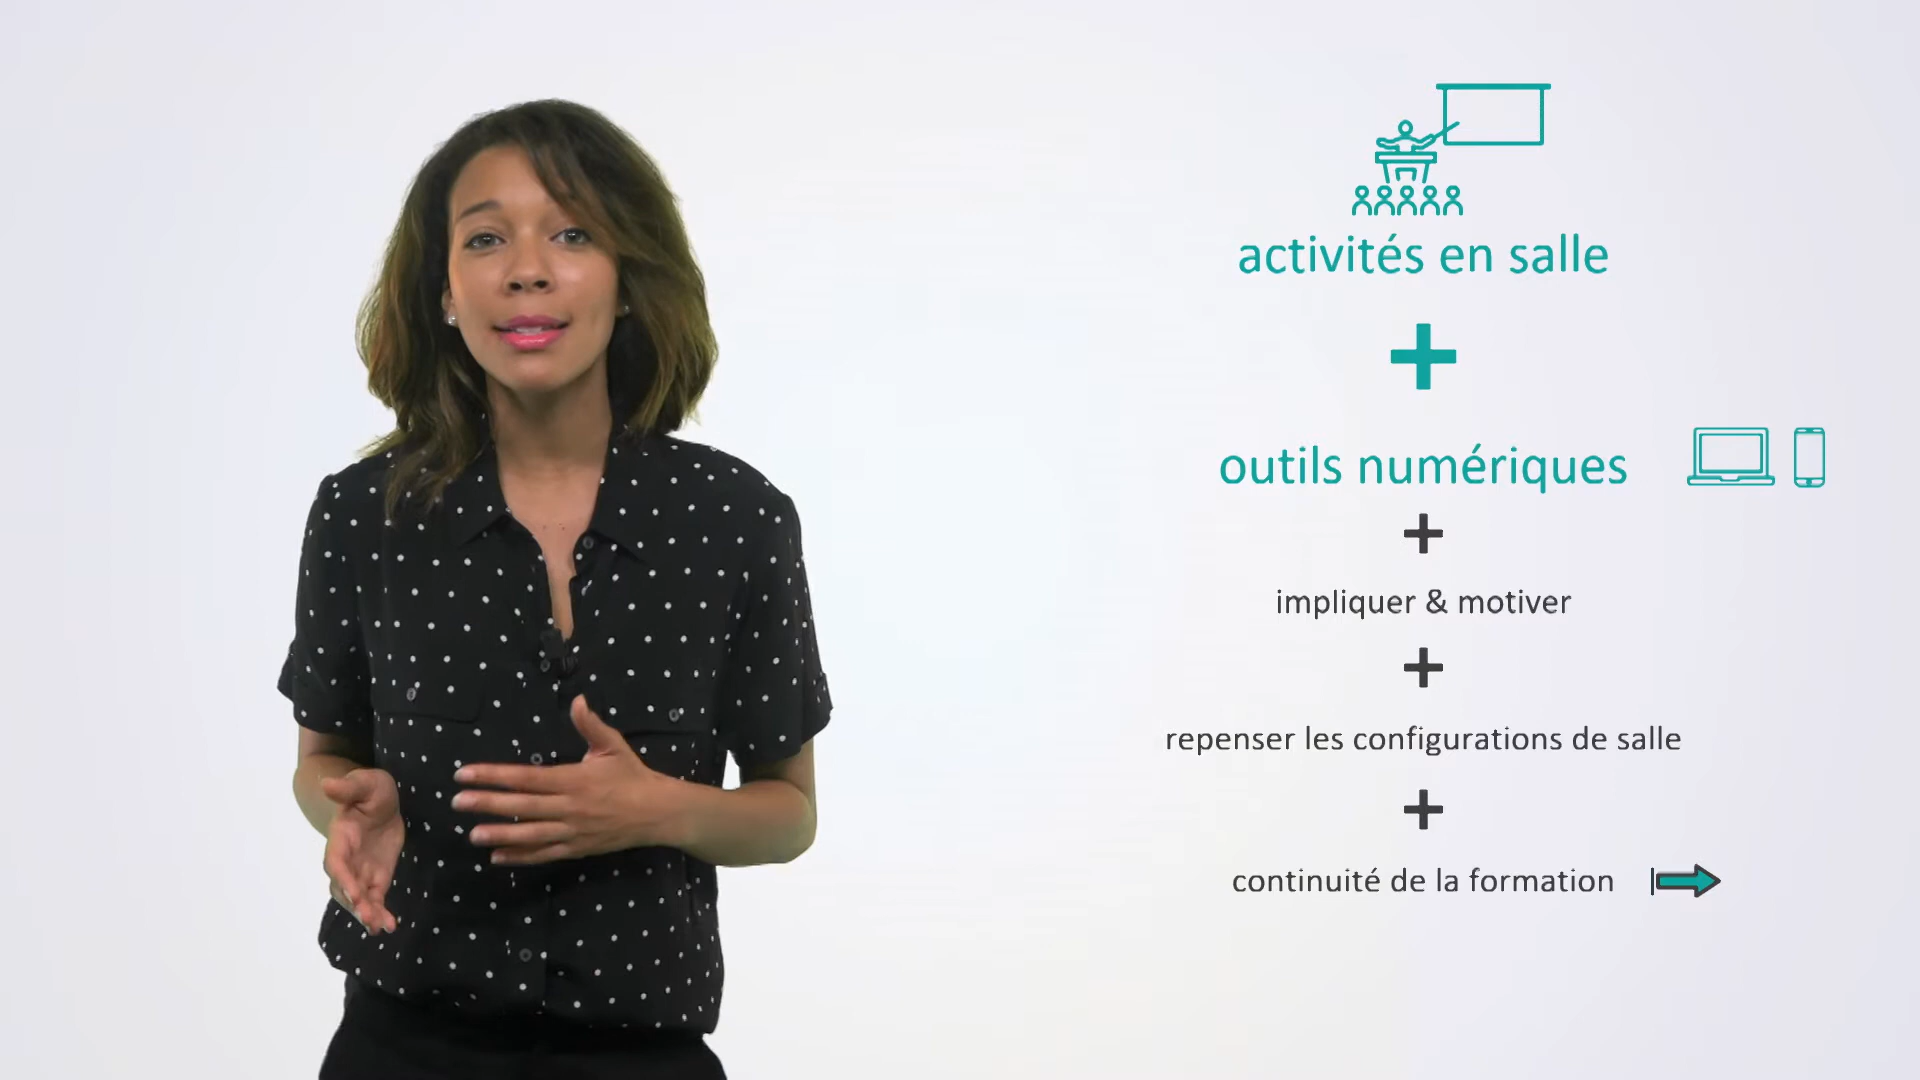 activités en salle
+
outils numériques
+
impliquer & motiver
+
repenser les configurations de salle
+
continuité de la formation